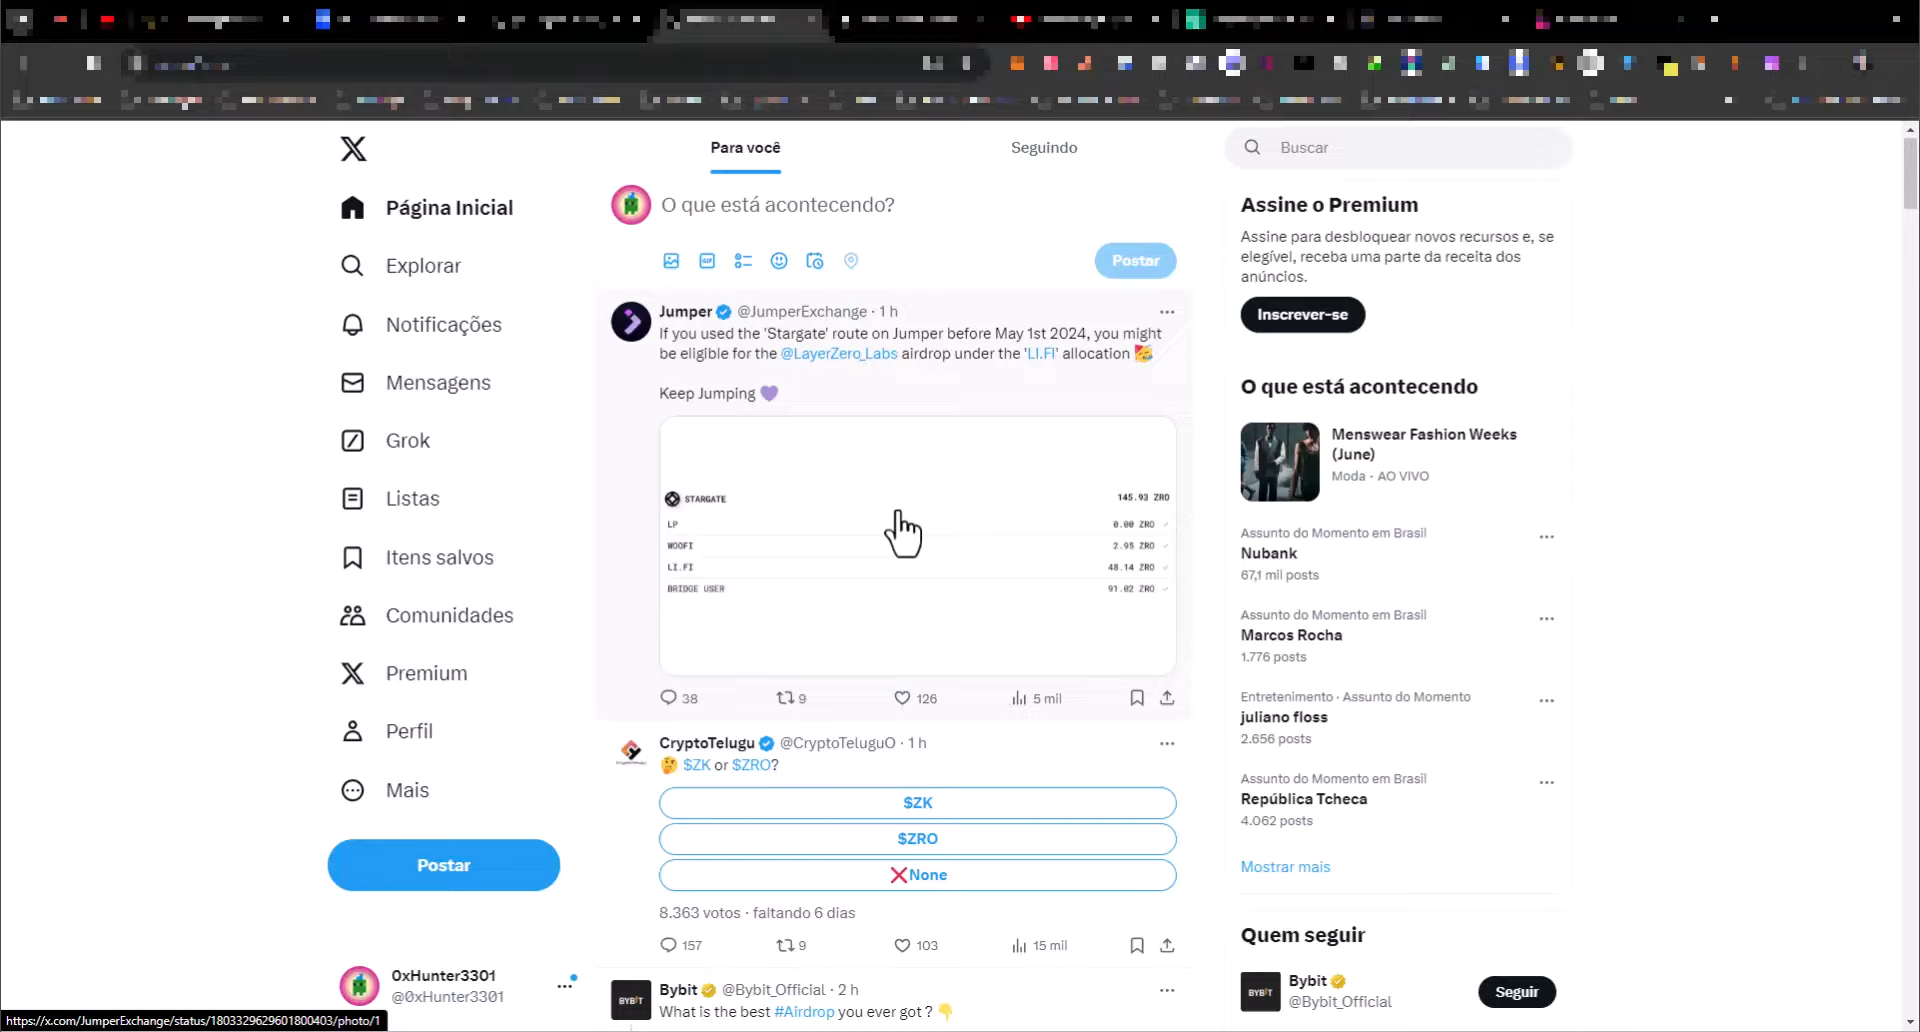 Página Inicial
Explorar
Notificações
Mensagens
Grok
Listas
Itens salvos
Comunidades
Premium
Perfil
Mais
Postar
0xHunter3301
@0xHunter3301
https://x.com/JumperExchange/status/1803329629601800403/photo/1
Para você
Seguindo
O que está acontecendo?
GIF
Postar
Jumper @JumperExchange · 1 h
If you used the 'Stargate' route on Jumper before May 1st 2024, you might
be eligible for the @LayerZero_Labs airdrop under the 'LI.FI' allocation 🥳
Keep Jumping 💜
STARGATE 145.93 ZRO
LP 0.00 ZRO
WOOFI 2.95 ZRO
LI.FI 48.14 ZRO
BRIDGE USER 91.02 ZRO
38 9 126 5 mil
CryptoTelugu @CryptoTeluguO · 1 h
🤔 $ZK or $ZRO?
$ZK
$ZRO
❌None
8.363 votos · faltando 6 dias
157 9 103 15 mil
BYBIT
Bybit @Bybit_Official · 2 h
What is the best #Airdrop you ever got ? 👇
Buscar
Assine o Premium
Assine para desbloquear novos recursos e, se
elegível, receba uma parte da receita dos
anúncios.
Inscrever-se
O que está acontecendo
Menswear Fashion Weeks
(June)
Moda · AO VIVO
Assunto do Momento em Brasil
Nubank
67,1 mil posts
Assunto do Momento em Brasil
Marcos Rocha
1.776 posts
Entretenimento · Assunto do Momento
juliano floss
2.656 posts
Assunto do Momento em Brasil
República Tcheca
4.062 posts
Mostrar mais
Quem seguir
BYBIT
Bybit
@Bybit_Official
Seguir